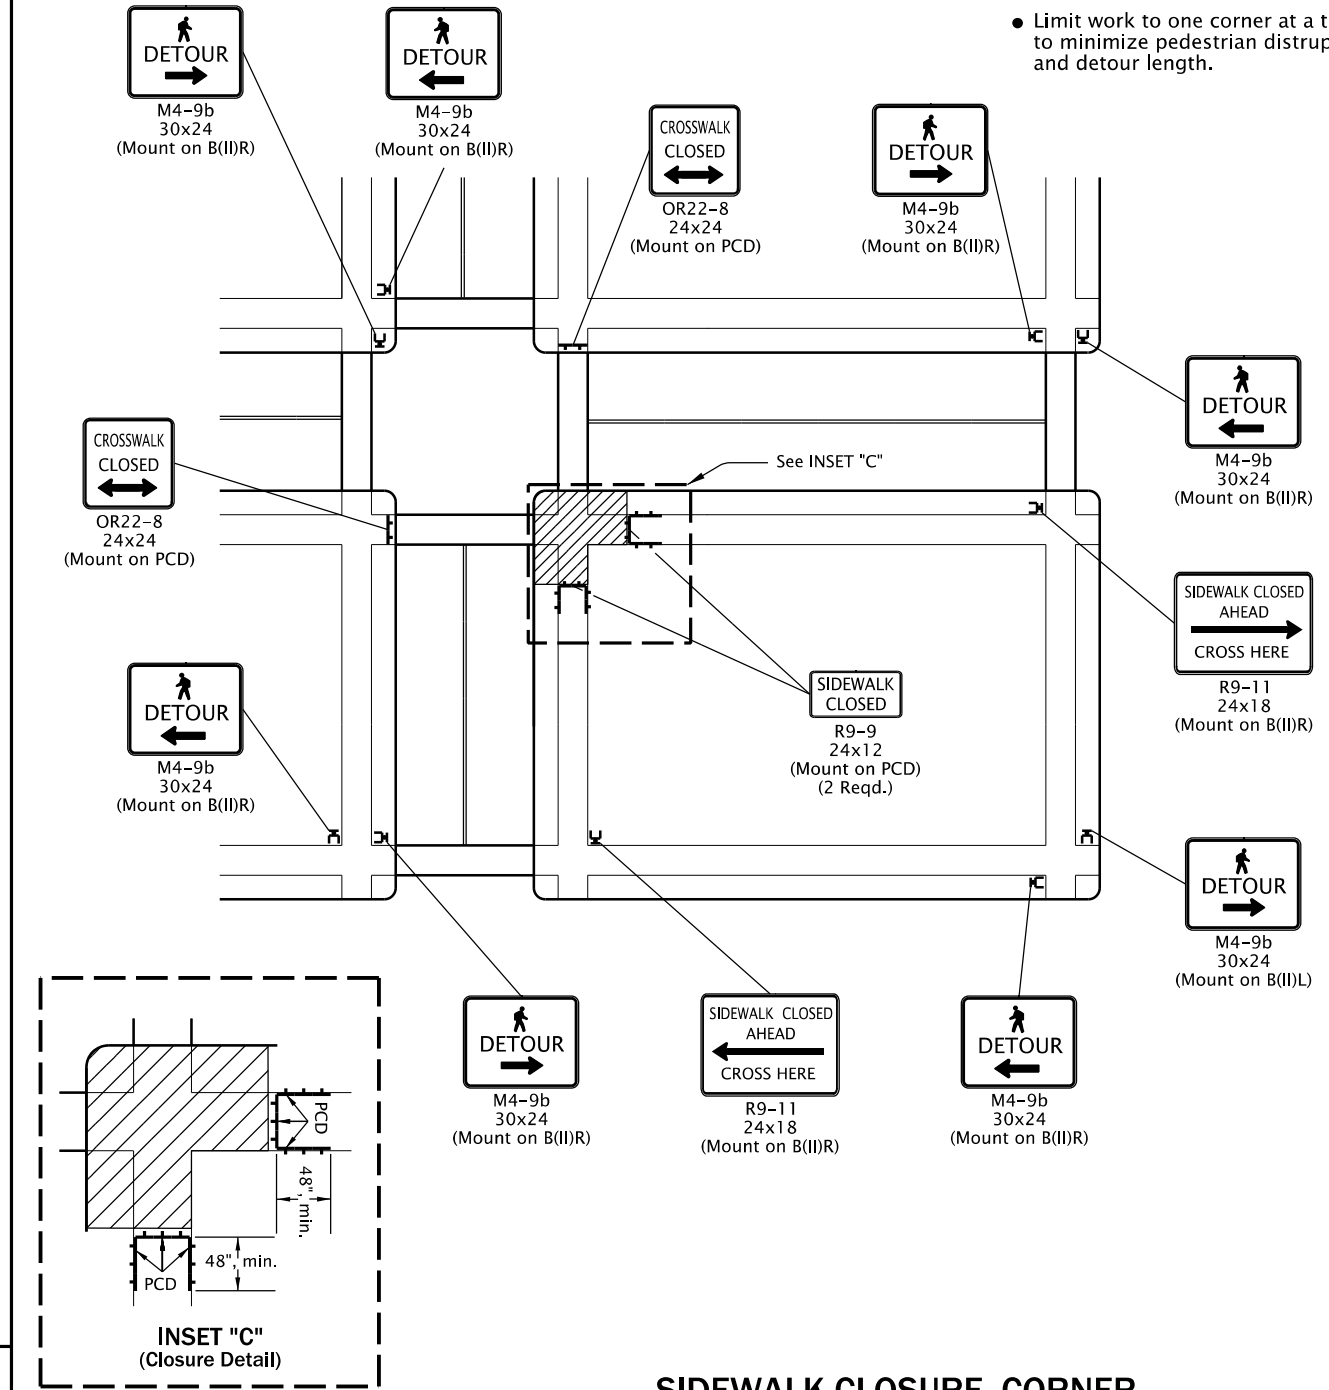 ● Limit work to one corner at a t
to minimize pedestrian distrup
and detour length.
DETOUR
M4-9b
30x24
(Mount on B(II)R)
DETOUR
M4-9b
30x24
(Mount on B(II)R)
CROSSWALK
CLOSED
OR22-8
24x24
(Mount on PCD)
DETOUR
M4-9b
30x24
(Mount on B(II)R)
DETOUR
M4-9b
30x24
(Mount on B(II)R)
CROSSWALK
CLOSED
OR22-8
24x24
(Mount on PCD)
See INSET "C"
SIDEWALK CLOSED
AHEAD
CROSS HERE
R9-11
24x18
(Mount on B(II)R)
DETOUR
M4-9b
30x24
(Mount on B(II)R)
SIDEWALK
CLOSED
R9-9
24x12
(Mount on PCD)
(2 Reqd.)
DETOUR
M4-9b
30x24
(Mount on B(II)L)
DETOUR
M4-9b
30x24
(Mount on B(II)R)
SIDEWALK CLOSED
AHEAD
CROSS HERE
R9-11
24x18
(Mount on B(II)R)
DETOUR
M4-9b
30x24
(Mount on B(II)R)
PCD
48", min.
48", min.
PCD
INSET "C"
(Closure Detail)
SIDEWALK CLOSURE, CORNER